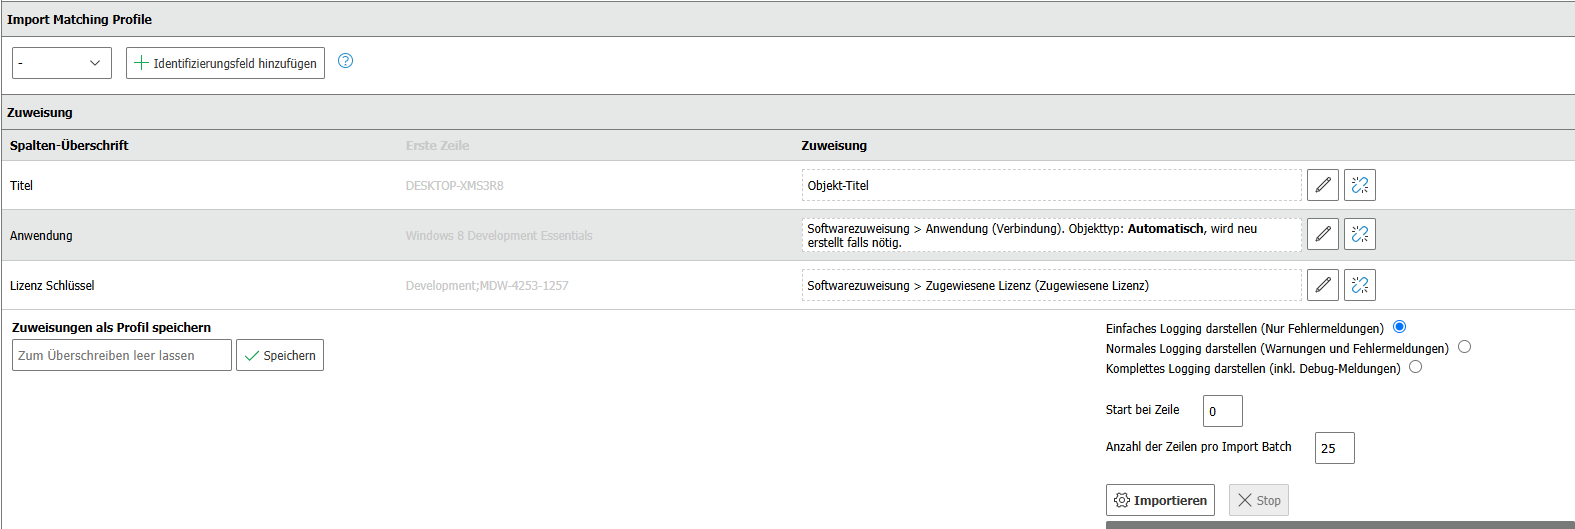 Import Matching Profile
-
Identifizierungsfeld hinzufügen
?
Zuweisung
Spalten-Überschrift Erste Zeile Zuweisung
Titel DESKTOP-XMS3R8 Objekt-Titel
Anwendung Windows 8 Development Essentials Softwarezuweisung > Anwendung (Verbindung). Objekttyp: Automatisch, wird neu
erstellt falls nötig.
Lizenz Schlüssel Development;MDW-4253-1257 Softwarezuweisung > Zugewiesene Lizenz (Zugewiesene Lizenz)
Zuweisungen als Profil speichern
Zum Überschreiben leer lassen
Speichern
Einfaches Logging darstellen (Nur Fehlermeldungen)
Normales Logging darstellen (Warnungen und Fehlermeldungen)
Komplettes Logging darstellen (inkl. Debug-Meldungen)
Start bei Zeile 0
Anzahl der Zeilen pro Import Batch 25
Importieren
Stop